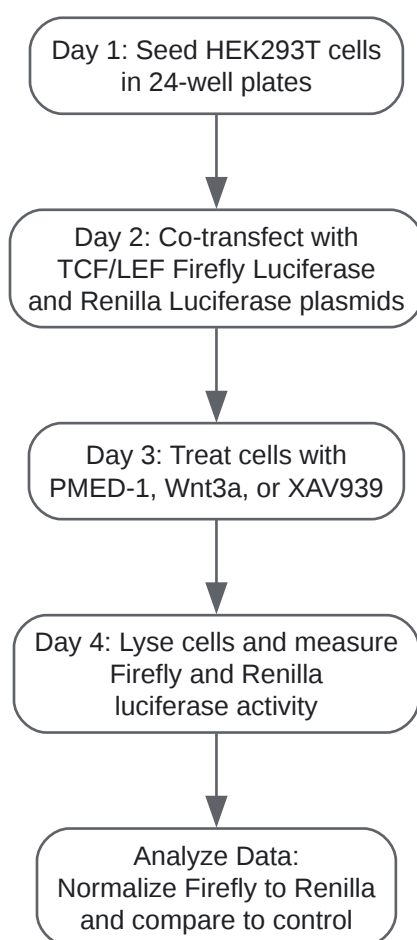 Day 1: Seed HEK293T cells
in 24-well plates
Day 2: Co-transfect with
TCF/LEF Firefly Luciferase
and Renilla Luciferase plasmids
Day 3: Treat cells with
PMED-1, Wnt3a, or XAV939
Day 4: Lyse cells and measure
Firefly and Renilla
luciferase activity
Analyze Data:
Normalize Firefly to Renilla
and compare to control